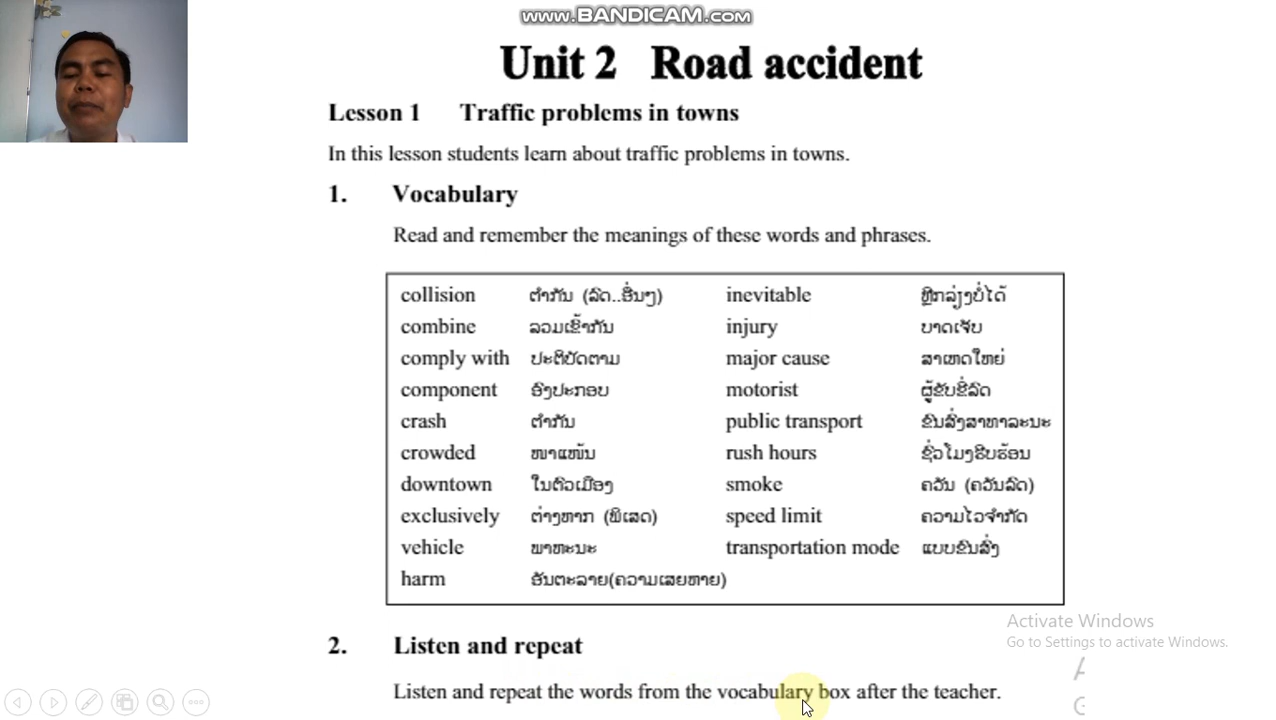 www.BANDICAM.com
Unit 2 Road accident
Lesson 1 Traffic problems in towns
In this lesson students learn about traffic problems in towns.
1. Vocabulary
Read and remember the meanings of these words and phrases.
collision ຕຳກັນ (ລົດ..ອື່ນໆ) inevitable ຫຼີກລ່ຽງບໍ່ໄດ້
combine ລວມເຂົ້າກັນ injury ບາດເຈັບ
comply with ປະຕິບັດຕາມ major cause ສາເຫດໃຫຍ່
component ອົງປະກອບ motorist ຜູ້ຂັບຂີ່ລົດ
crash ຕຳກັນ public transport ຂົນສົ່ງສາທາລະນະ
crowded ໜາແໜ້ນ rush hours ຊົ່ວໂມງຮີບຮ້ອນ
downtown ໃນຕົວເມືອງ smoke ຄວັນ (ຄວັນລົດ)
exclusively ຕ່າງຫາກ (ພິເສດ) speed limit ຄວາມໄວຈຳກັດ
vehicle ພາຫະນະ transportation mode ແບບຂົນສົ່ງ
harm ອັນຕະລາຍ(ຄວາມເສຍຫາຍ)
Activate Windows
Go to Settings to activate Windows.
2. Listen and repeat
Listen and repeat the words from the vocabulary box after the teacher.